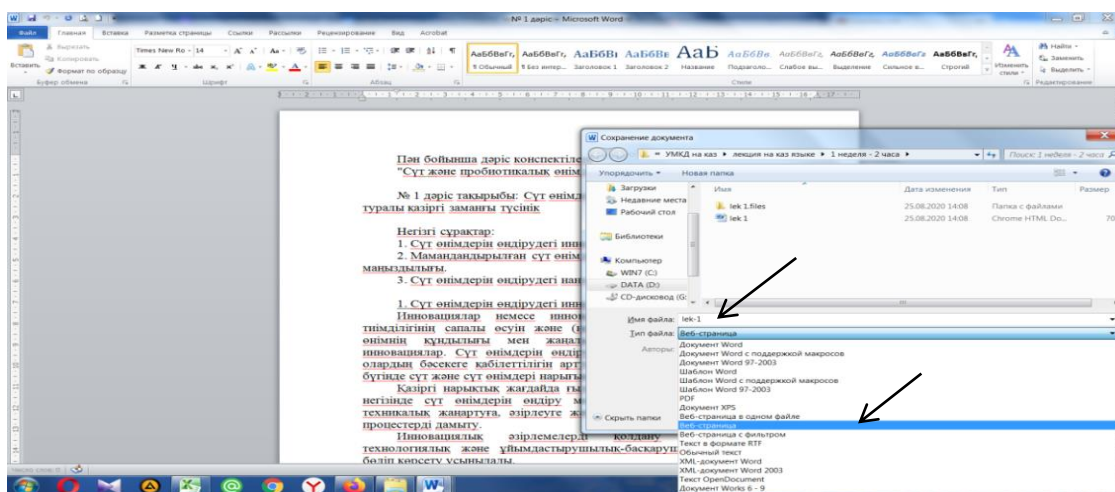 № 1 дәріс - Microsoft Word
Файл Главная Вставка Разметка страницы Ссылки Рассылки Рецензирование Вид Acrobat
Вставить
Вырезать
Копировать
Формат по образцу
Буфер обмена
Times New Ro 14
Шрифт
Абзац
АаБбВвГг, АаБбВвГг, АаБбВ АаБбВв АаБ АаБбВв АаБбВвГг АаБбВвГг АаБбВвГг АаБбВвГг,
Обычный Без интер... Заголовок 1 Заголовок 2 Название Подзаголо... Слабое вы... Выделение Сильное в... Строгий
Стили
Изменить стили
Найти
Заменить
Выделить
Редактирование
Пән бойынша дәріс конспектіле
"Сүт және пробиотикалық өнім
№ 1 дәріс тақырыбы: Сүт өнім
туралы қазіргі заманғы түсінік
Негізгі сұрақтар:
1. Сүт өнімдерін өндірудегі инн
2. Мамандандырылған сүт өнім
маңыздылығы.
3. Сүт өнімдерін өндірудегі нан
1. Сүт өнімдерін өндірудегі инн
Инновациялар немесе иннов
тиімділігінің сапалы өсуін және
өнімнің құндылығы мен жаңал
инновациялар. Сүт өнімдерін өндір
олардың бәсекеге қабілеттілігін арт
бүгінде сүт және сүт өнімдері нарығы
Қазіргі нарықтық жағдайда ғы
негізінде сүт өнімдерін өндіру м
техникалық жаңартуға, әзірлеуге ж
процестерді дамыту.
Инновациялық әзірлемелерді қолдану
технологиялық және ұйымдастырушылық-басқаруш
бөліп көрсету ұсынылады.
Число слов: 0
Сохранение документа
УМКД на каз ▸ лекция на каз языке ▸ 1 неделя - 2 часа ▸
Поиск: 1 неделя - 2 часа
Упорядочить Новая папка
Загрузки
Недавние места
Рабочий стол
Библиотеки
Компьютер
WIN7 (C:)
DATA (D:)
CD-дисковод (G:
Имя Дата изменения Тип Размер
lek 1.files 25.08.2020 14:08 Папка с файлами
lek 1 25.08.2020 14:08 Chrome HTML Do... 70
Имя файла: lek-1
Тип файла: Веб-страница
Авторы:
Документ Word
Документ Word с поддержкой макросов
Документ Word 97-2003
Шаблон Word
Шаблон Word с поддержкой макросов
Шаблон Word 97-2003
PDF
Документ XPS
Веб-страница в одном файле
Веб-страница
Веб-страница с фильтром
Текст в формате RTF
Обычный текст
XML-документ Word
XML-документ Word 2003
Текст OpenDocument
Документ Works 6 - 9
Скрыть папки